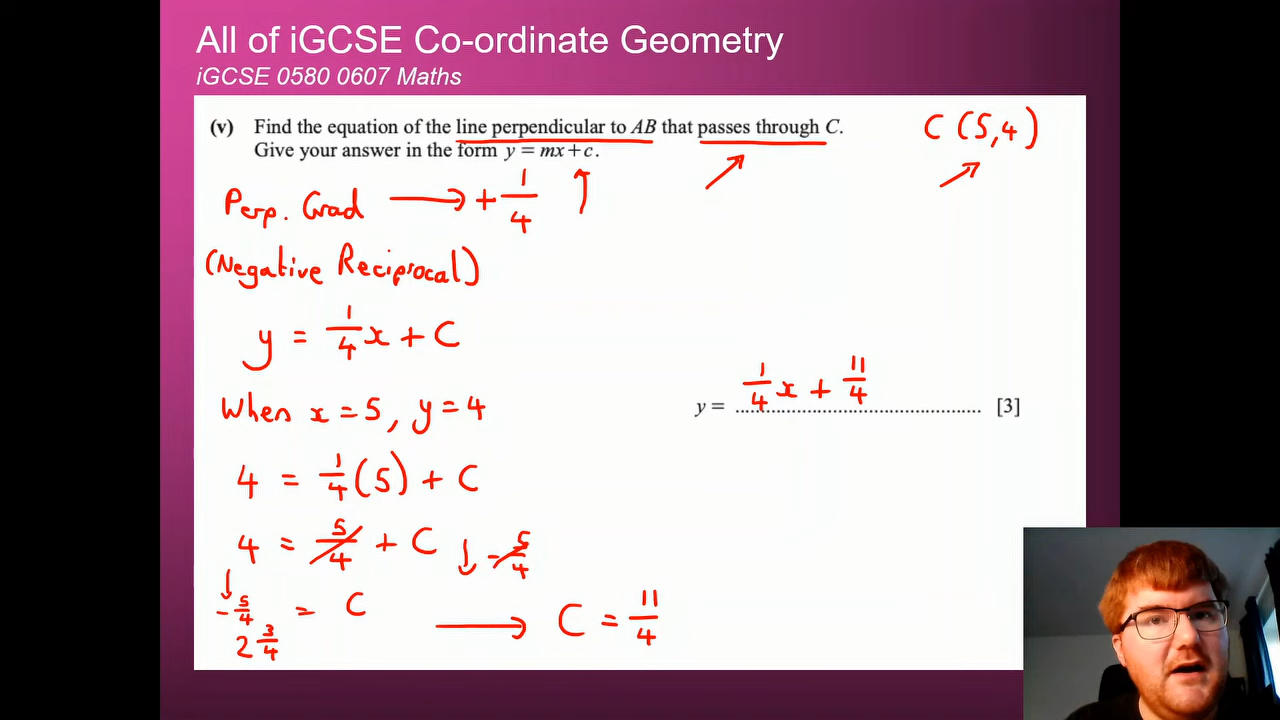 All of iGCSE Co-ordinate Geometry
iGCSE 0580 0607 Maths
(v) Find the equation of the line perpendicular to AB that passes through C.
Give your answer in the form y = mx + c.
C (5,4)
Perp. Grad → + 1/4 ↑
(Negative Reciprocal)
y = 1/4 x + C
When x = 5, y = 4
y = 1/4 x + 11/4 [3]
4 = 1/4 (5) + C
4 = 5/4 + C ↓ - 5/4
- 5/4 = C → C = 11/4
2 3/4